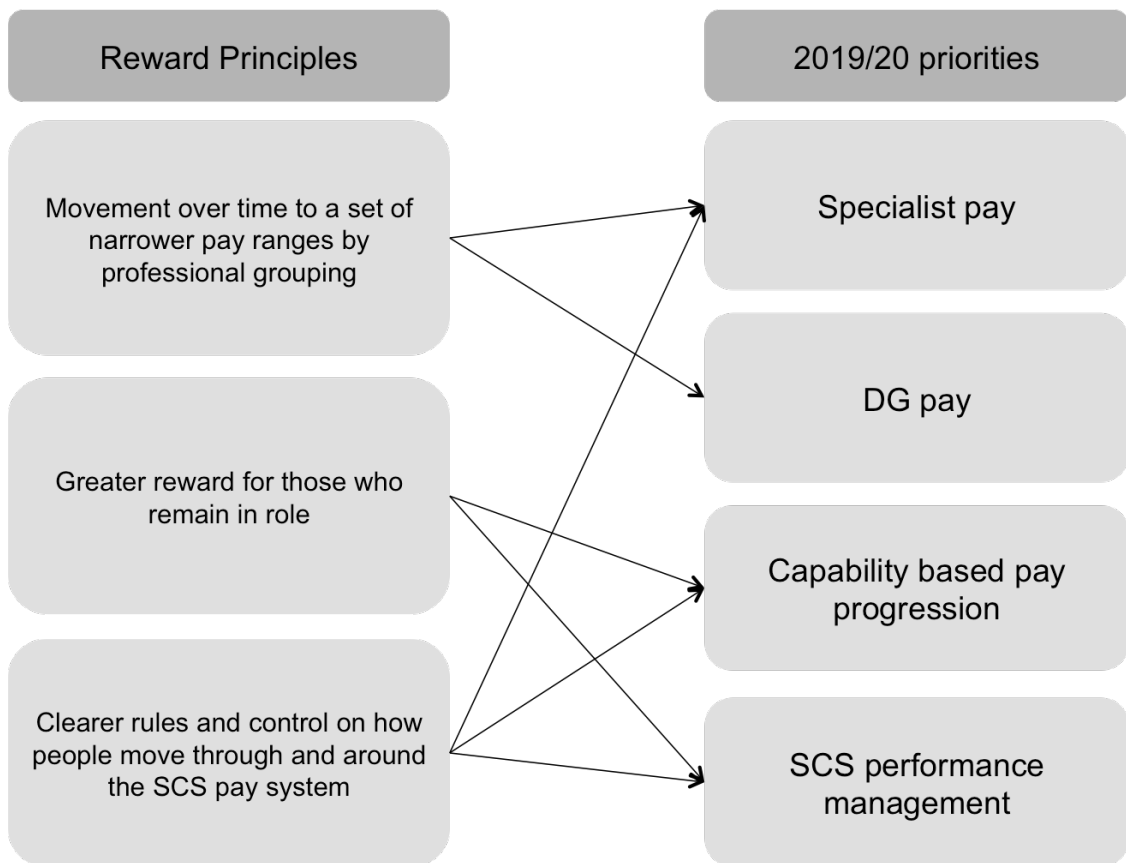 Reward Principles
2019/20 priorities
Movement over time to a set of
narrower pay ranges by
professional grouping
Specialist pay
DG pay
Greater reward for those who
remain in role
Capability based pay
progression
Clearer rules and control on how
people move through and around
the SCS pay system
SCS performance
management